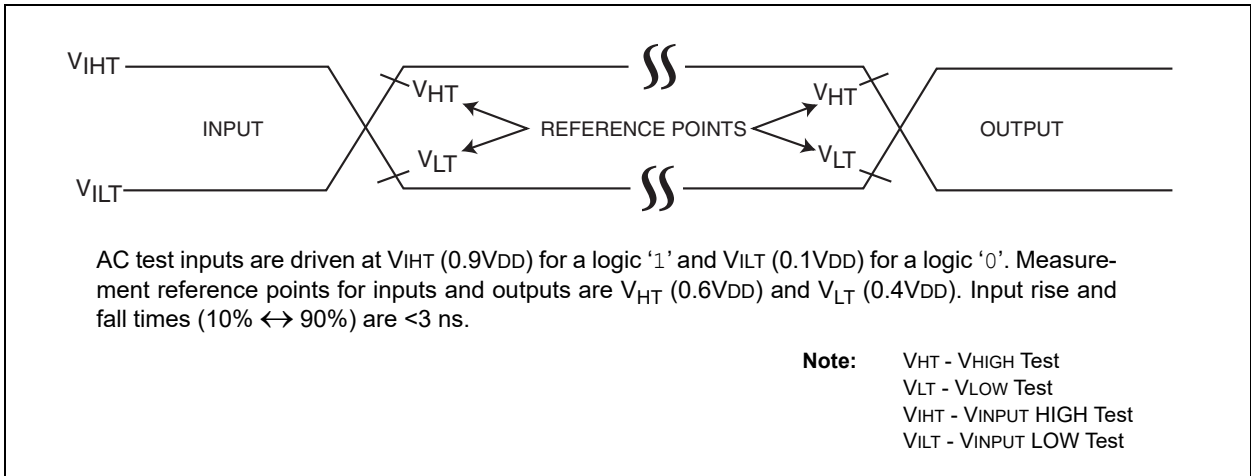 VIHT
VHT
VHT
INPUT
REFERENCE POINTS
OUTPUT
VLT
VLT
VILT
AC test inputs are driven at VIHT (0.9VDD) for a logic ‘1’ and VILT (0.1VDD) for a logic ‘0’. Measure-
ment reference points for inputs and outputs are VHT (0.6VDD) and VLT (0.4VDD). Input rise and
fall times (10% ↔ 90%) are <3 ns.
Note: VHT - VHIGH Test
VLT - VLOW Test
VIHT - VINPUT HIGH Test
VILT - VINPUT LOW Test